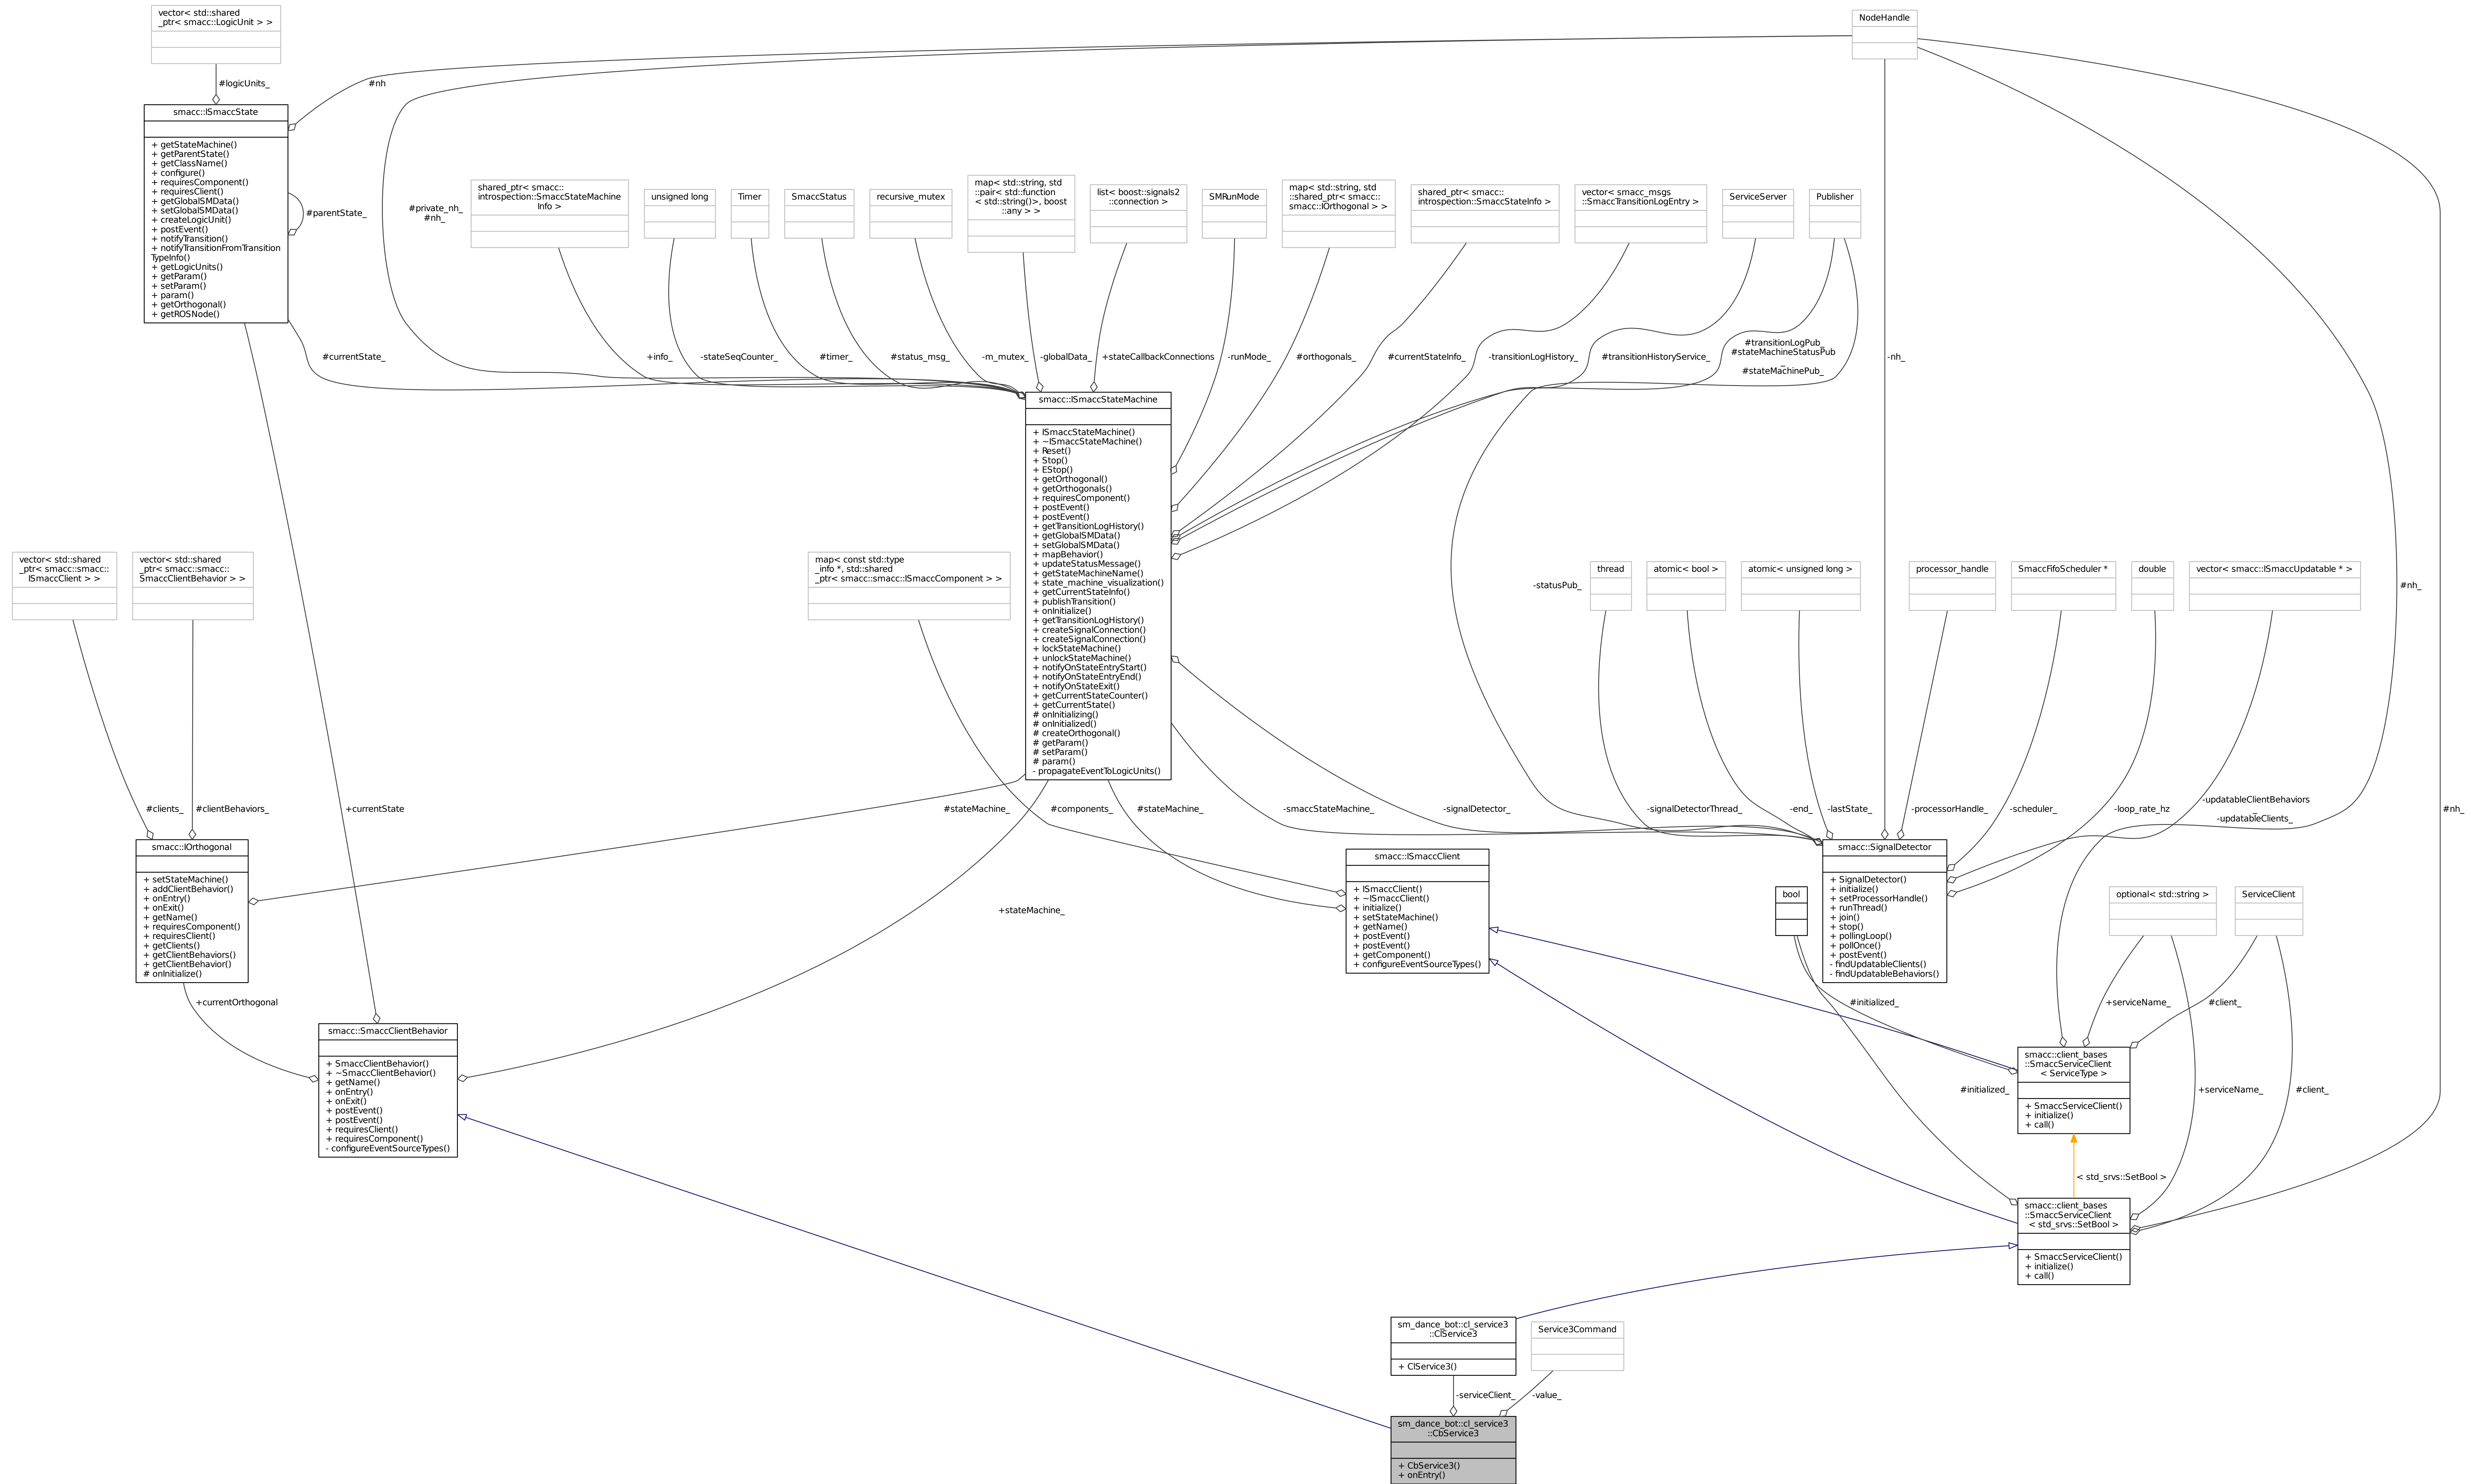 vector< std::shared
_ptr< smacc::LogicUnit > >
NodeHandle
#logicUnits_
#nh
smacc::ISmaccState
+ getStateMachine()
+ getParentState()
+ getClassName()
+ configure()
+ requiresComponent()
+ requiresClient()
+ getGlobalSMData()
+ setGlobalSMData()
+ createLogicUnit()
+ postEvent()
+ notifyTransition()
+ notifyTransitionFromTransition
TypeInfo()
+ getLogicUnits()
+ getParam()
+ setParam()
+ param()
+ getOrthogonal()
+ getROSNode()
#parentState_
#private_nh_
#nh_
shared_ptr< smacc::
introspection::SmaccStateMachine
Info >
unsigned long
Timer
SmaccStatus
recursive_mutex
map< std::string, std
::pair< std::function
< std::string()>, boost
::any > >
list< boost::signals2
::connection >
SMRunMode
map< std::string, std
::shared_ptr< smacc::
smacc::IOrthogonal > >
shared_ptr< smacc::
introspection::SmaccStateInfo >
vector< smacc_msgs
::SmaccTransitionLogEntry >
ServiceServer
Publisher
#currentState_
+info_
-stateSeqCounter_
#timer_
#status_msg_
-m_mutex_
-globalData_
+stateCallbackConnections
-runMode_
#orthogonals_
#currentStateInfo_
-transitionLogHistory_
#transitionHistoryService_
#transitionLogPub_
#stateMachineStatusPub
_
#stateMachinePub_
-nh_
smacc::ISmaccStateMachine
+ ISmaccStateMachine()
+ ~ISmaccStateMachine()
+ Reset()
+ Stop()
+ EStop()
+ getOrthogonal()
+ getOrthogonals()
+ requiresComponent()
+ postEvent()
+ postEvent()
+ getTransitionLogHistory()
+ getGlobalSMData()
+ setGlobalSMData()
+ mapBehavior()
+ updateStatusMessage()
+ getStateMachineName()
+ state_machine_visualization()
+ getCurrentStateInfo()
+ publishTransition()
+ onInitialize()
+ getTransitionLogHistory()
+ createSignalConnection()
+ createSignalConnection()
+ lockStateMachine()
+ unlockStateMachine()
+ notifyOnStateEntryStart()
+ notifyOnStateEntryEnd()
+ notifyOnStateExit()
+ getCurrentStateCounter()
+ getCurrentState()
# onInitializing()
# onInitialized()
# createOrthogonal()
# getParam()
# setParam()
# param()
- propagateEventToLogicUnits()
vector< std::shared
_ptr< smacc::smacc::
ISmaccClient > >
vector< std::shared
_ptr< smacc::smacc::
SmaccClientBehavior > >
map< const std::type
_info *, std::shared
_ptr< smacc::smacc::ISmaccComponent > >
-statusPub_
thread
atomic< bool >
atomic< unsigned long >
processor_handle
SmaccFifoScheduler *
double
vector< smacc::ISmaccUpdatable * >
#nh_
#clients_
#clientBehaviors_
+currentState
#stateMachine_
#components_
#stateMachine_
-smaccStateMachine_
-signalDetector_
-signalDetectorThread_
-end_
-lastState_
-processorHandle_
-scheduler_
-loop_rate_hz
-updatableClientBehaviors
_
-updatableClients_
#nh_
smacc::IOrthogonal
+ setStateMachine()
+ addClientBehavior()
+ onEntry()
+ onExit()
+ getName()
+ requiresComponent()
+ requiresClient()
+ getClients()
+ getClientBehaviors()
+ getClientBehavior()
# onInitialize()
smacc::ISmaccClient
+ ISmaccClient()
+ ~ISmaccClient()
+ initialize()
+ setStateMachine()
+ getName()
+ postEvent()
+ postEvent()
+ getComponent()
+ configureEventSourceTypes()
smacc::SignalDetector
+ SignalDetector()
+ initialize()
+ setProcessorHandle()
+ runThread()
+ join()
+ stop()
+ pollingLoop()
+ pollOnce()
+ postEvent()
- findUpdatableClients()
- findUpdatableBehaviors()
bool
optional< std::string >
ServiceClient
+stateMachine_
+currentOrthogonal
#initialized_
+serviceName_
#client_
smacc::SmaccClientBehavior
+ SmaccClientBehavior()
+ ~SmaccClientBehavior()
+ getName()
+ onEntry()
+ onExit()
+ postEvent()
+ postEvent()
+ requiresClient()
+ requiresComponent()
- configureEventSourceTypes()
smacc::client_bases
::SmaccServiceClient
< ServiceType >
+ SmaccServiceClient()
+ initialize()
+ call()
#initialized_
+serviceName_
#client_
< std_srvs::SetBool >
smacc::client_bases
::SmaccServiceClient
< std_srvs::SetBool >
+ SmaccServiceClient()
+ initialize()
+ call()
sm_dance_bot::cl_service3
::ClService3
+ ClService3()
Service3Command
-serviceClient_
-value_
sm_dance_bot::cl_service3
::CbService3
+ CbService3()
+ onEntry()